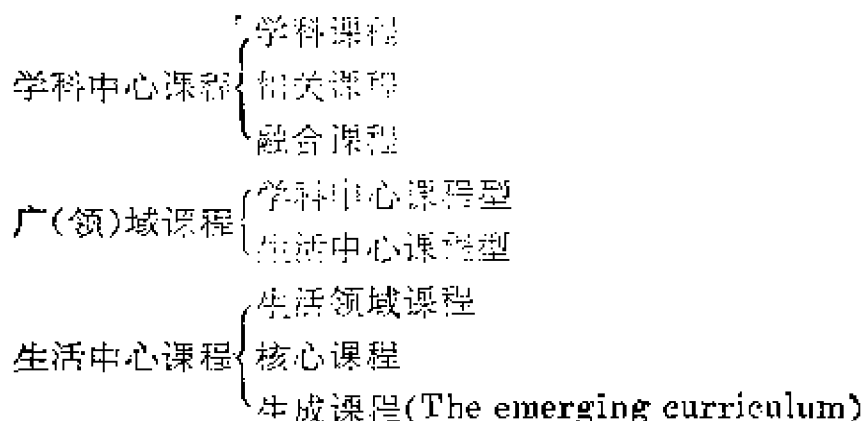 学科课程
学科中心课程 相关课程
融合课程
学科中心课程型
广(领)域课程
生活中心课程型
生活领域课程
生活中心课程 核心课程
生成课程(The emerging curriculum)